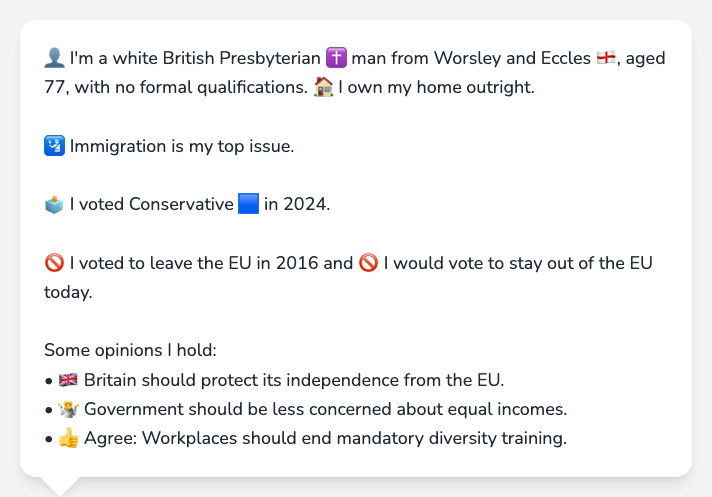 👤 I'm a white British Presbyterian ✝️ man from Worsley and Eccles 🏴󠁧󠁢󠁥󠁮󠁧󠁿, aged
77, with no formal qualifications. 🏠 I own my home outright.
🛂 Immigration is my top issue.
🗳️ I voted Conservative 🟦 in 2024.
🚫 I voted to leave the EU in 2016 and 🚫 I would vote to stay out of the EU
today.
Some opinions I hold:
• 🇬🇧 Britain should protect its independence from the EU.
• 🤷 Government should be less concerned about equal incomes.
• 👍 Agree: Workplaces should end mandatory diversity training.